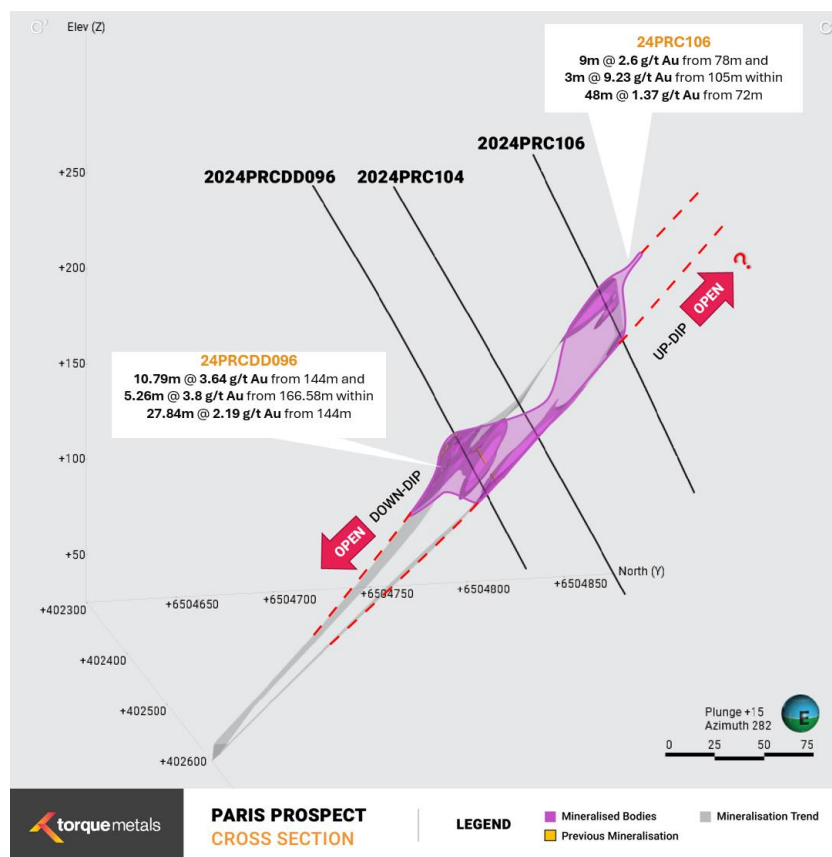 C'
Elev (Z)
C
24PRC106
9m @ 2.6 g/t Au from 78m and
3m @ 9.23 g/t Au from 105m within
48m @ 1.37 g/t Au from 72m
2024PRC106
2024PRCDD096
2024PRC104
+250
+200
+150
+100
+50
?
OPEN
UP-DIP
24PRCDD096
10.79m @ 3.64 g/t Au from 144m and
5.26m @ 3.8 g/t Au from 166.58m within
27.84m @ 2.19 g/t Au from 144m
DOWN-DIP
OPEN
North (Y)
+6504650
+6504700
+6504750
+6504800
+6504850
+402300
+402400
+402500
+402600
Plunge +15
Azimuth 282
E
0 25 50 75
torquemetals
PARIS PROSPECT
CROSS SECTION
LEGEND
Mineralised Bodies
Mineralisation Trend
Previous Mineralisation